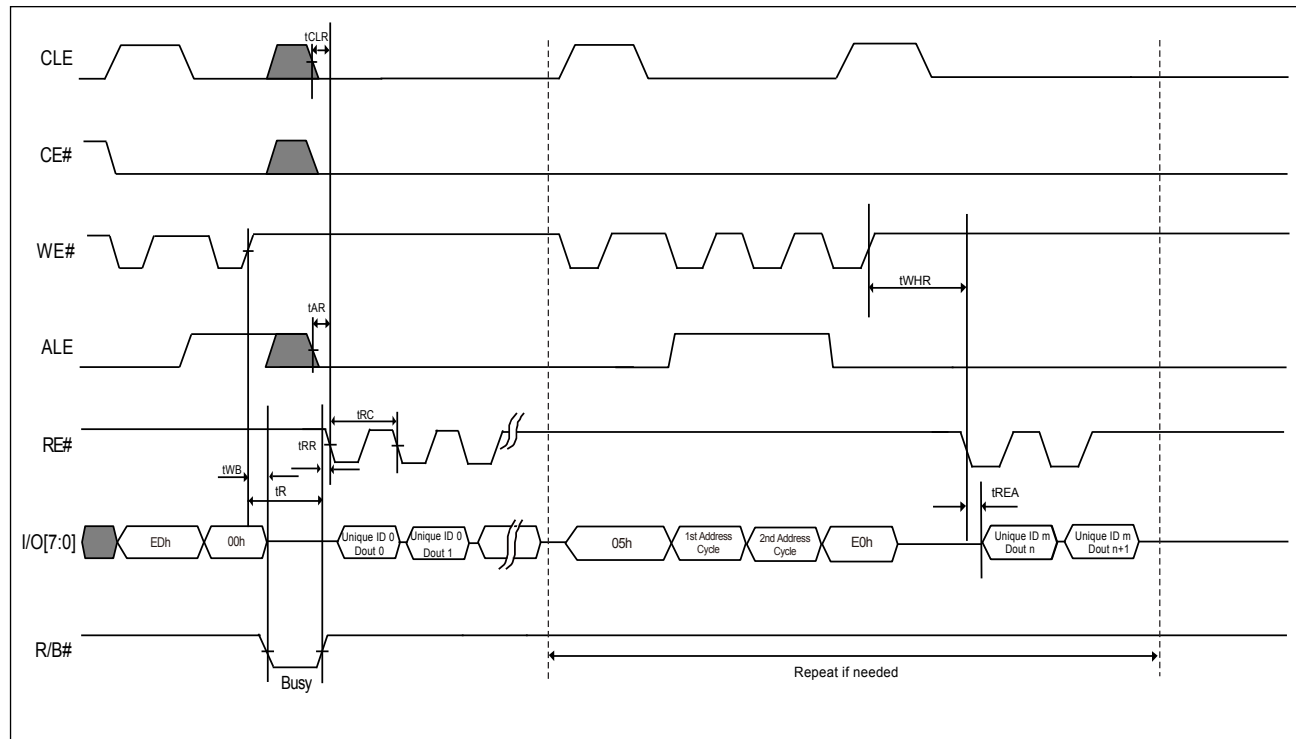 tCLR
CLE
CE#
WE#
tWHR
tAR
ALE
tRC
RE#
tRR
tWB
tR
tREA
I/O[7:0]
EDh
00h
Unique ID 0
Dout 0
Unique ID 0
Dout 1
05h
1st Address
Cycle
2nd Address
Cycle
E0h
Unique ID m
Dout n
Unique ID m
Dout n+1
R/B#
Busy
Repeat if needed